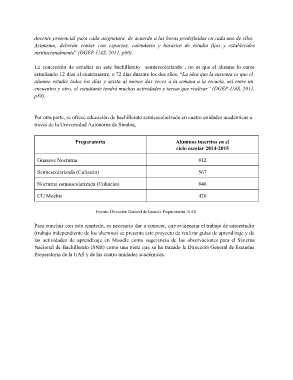 docente presencial para cada asignatura, de acuerdo a las horas predefinidas en cada uno de ellos.
Asimismo, deberán contar con espacios, calendario y horarios de estudio fijos y establecidos
institucionalmente" (DGEP-UAS, 2011, p80).
La concreción de estudiar en este bachillerato semiescolarizado , no es que el alumno lo curse
estudiando 12 días al cuatrimestre, o 72 días durante los dos años. "La idea que la sustenta es que el
alumno estudie todos los días y asista al menos dos veces a la semana a la escuela, así entre un
encuentro y otro, el estudiante tendrá muchas actividades y tareas que realizar" (DGEP-UAS, 2011,
p88).
Por otra parte, se ofrece educación de bachillerato semiescolarizado en cuatro unidades académicas a
través de la Universidad Autónoma de Sinaloa,
Preparatoria
Alumnos inscritos en el
ciclo escolar 2014-2015
Guasave Nocturna
812
Semiescolarizada (Culiacán)
567
Nocturna semiescolarizada (Culiacán)
846
CU Mochis
420
Fuente: Dirección General de Escuelas Preparatorias. UAS
Para concluir con este apartado, es necesario dar a conocer, que evidenciar el trabajo de autoestudio
(trabajo independiente de los alumnos) se presenta este proyecto de realizar guías de aprendizaje y de
las actividades de aprendizaje en Moodle como sugerencia de las observaciones para el Sistema
Nacional de Bachillerato (SNB) como una meta que se ha trazado la Dirección General de Escuelas
Preparatoria de la UAS y de las cuatro unidades académicas.